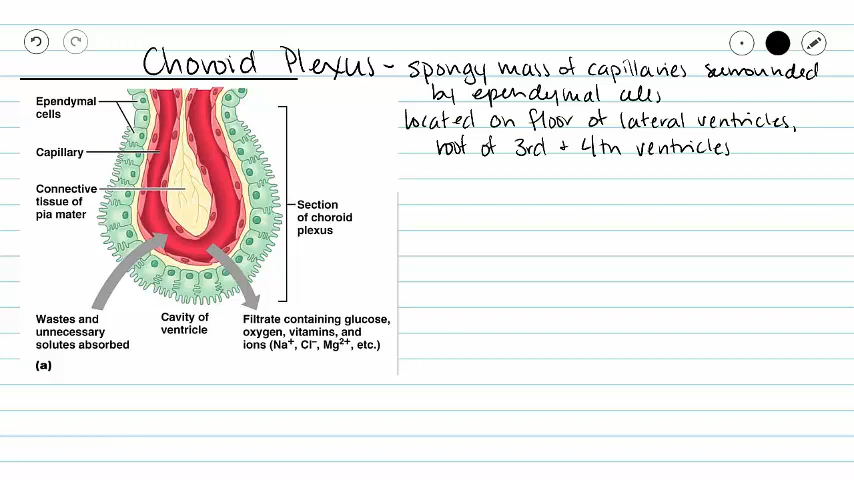 Choroid Plexus - spongy mass of capillaries surrounded
by ependymal cells
located on floor of lateral ventricles,
roof of 3rd + 4th ventricles
Ependymal
cells
Capillary
Connective
tissue of
pia mater
Section
of choroid
plexus
Wastes and
unnecessary
solutes absorbed
Cavity of
ventricle
Filtrate containing glucose,
oxygen, vitamins, and
ions (Na⁺, Cl⁻, Mg²⁺, etc.)
(a)